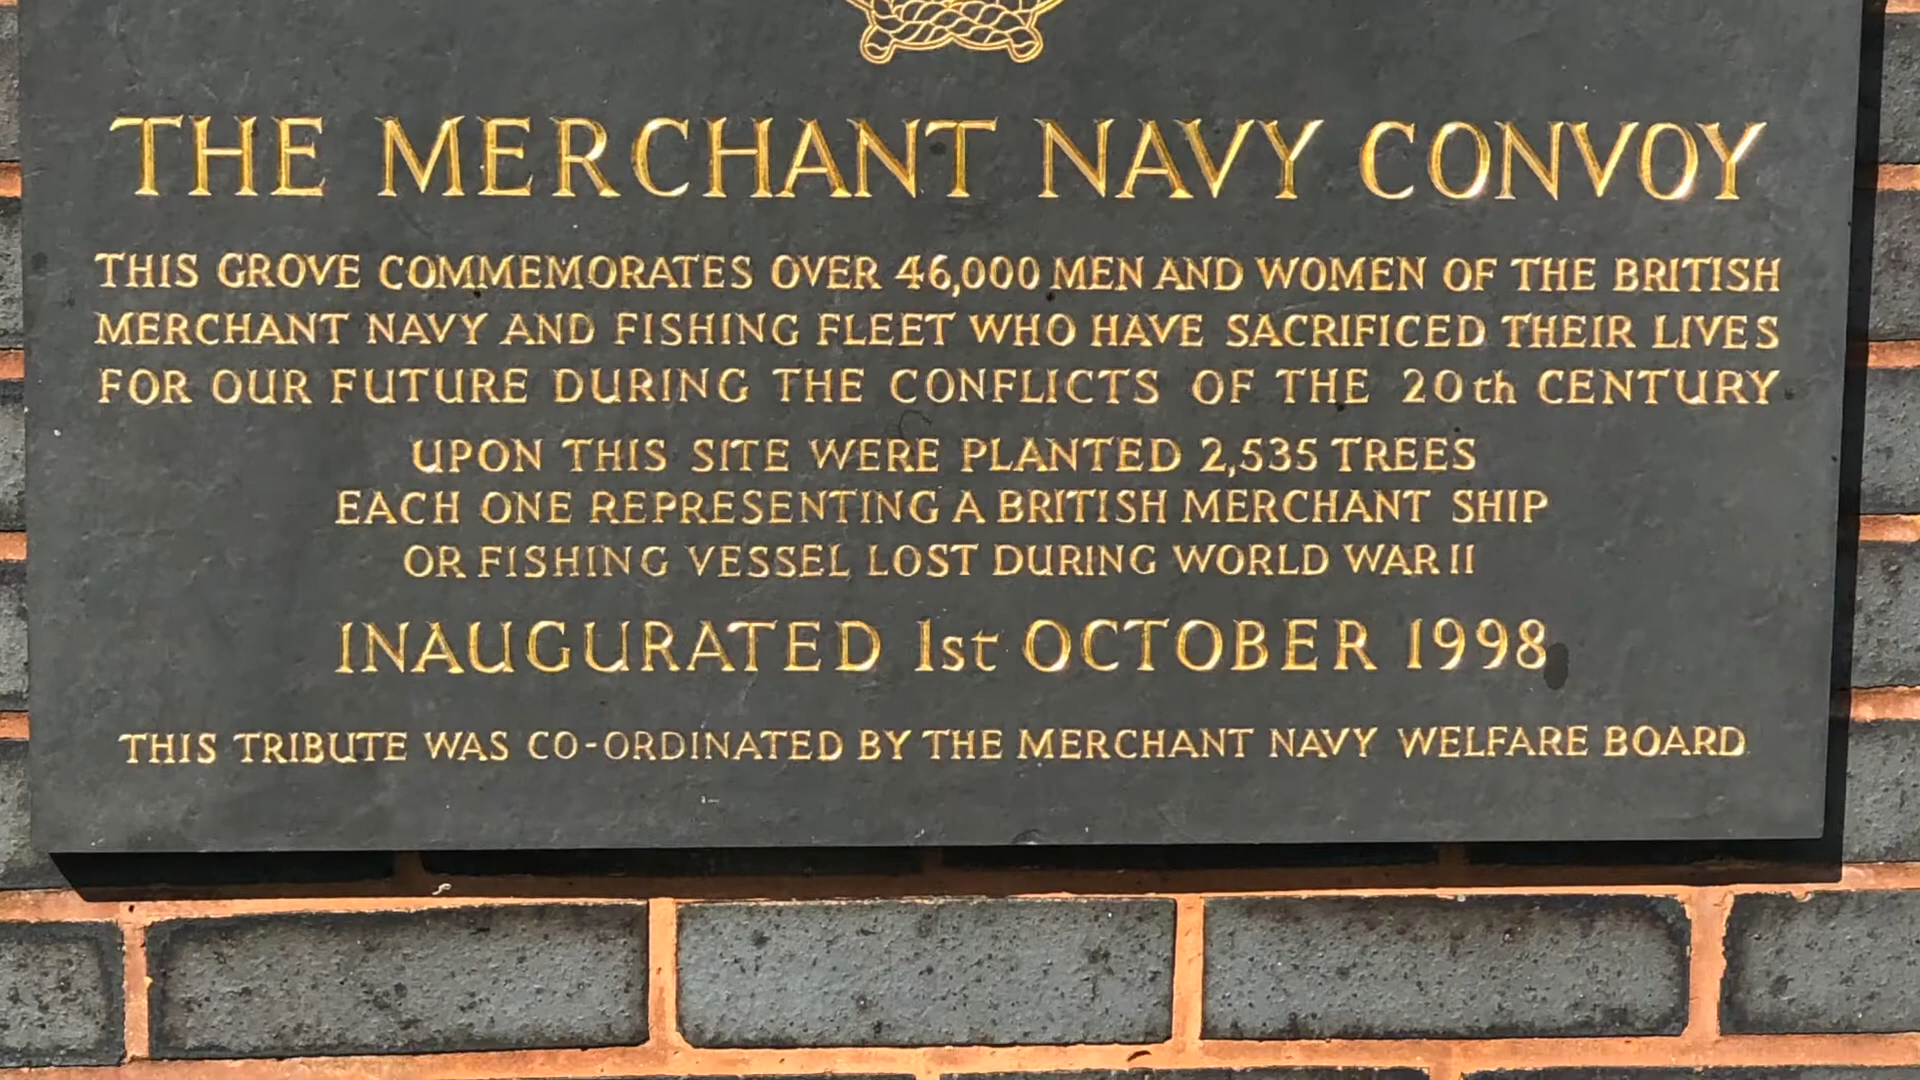 THE MERCHANT NAVY CONVOY
THIS GROVE COMMEMORATES OVER 46,000 MEN AND WOMEN OF THE BRITISH
MERCHANT NAVY AND FISHING FLEET WHO HAVE SACRIFICED THEIR LIVES
FOR OUR FUTURE DURING THE CONFLICTS OF THE 20th CENTURY
UPON THIS SITE WERE PLANTED 2,535 TREES
EACH ONE REPRESENTING A BRITISH MERCHANT SHIP
OR FISHING VESSEL LOST DURING WORLD WAR II
INAUGURATED 1st OCTOBER 1998
THIS TRIBUTE WAS CO-ORDINATED BY THE MERCHANT NAVY WELFARE BOARD